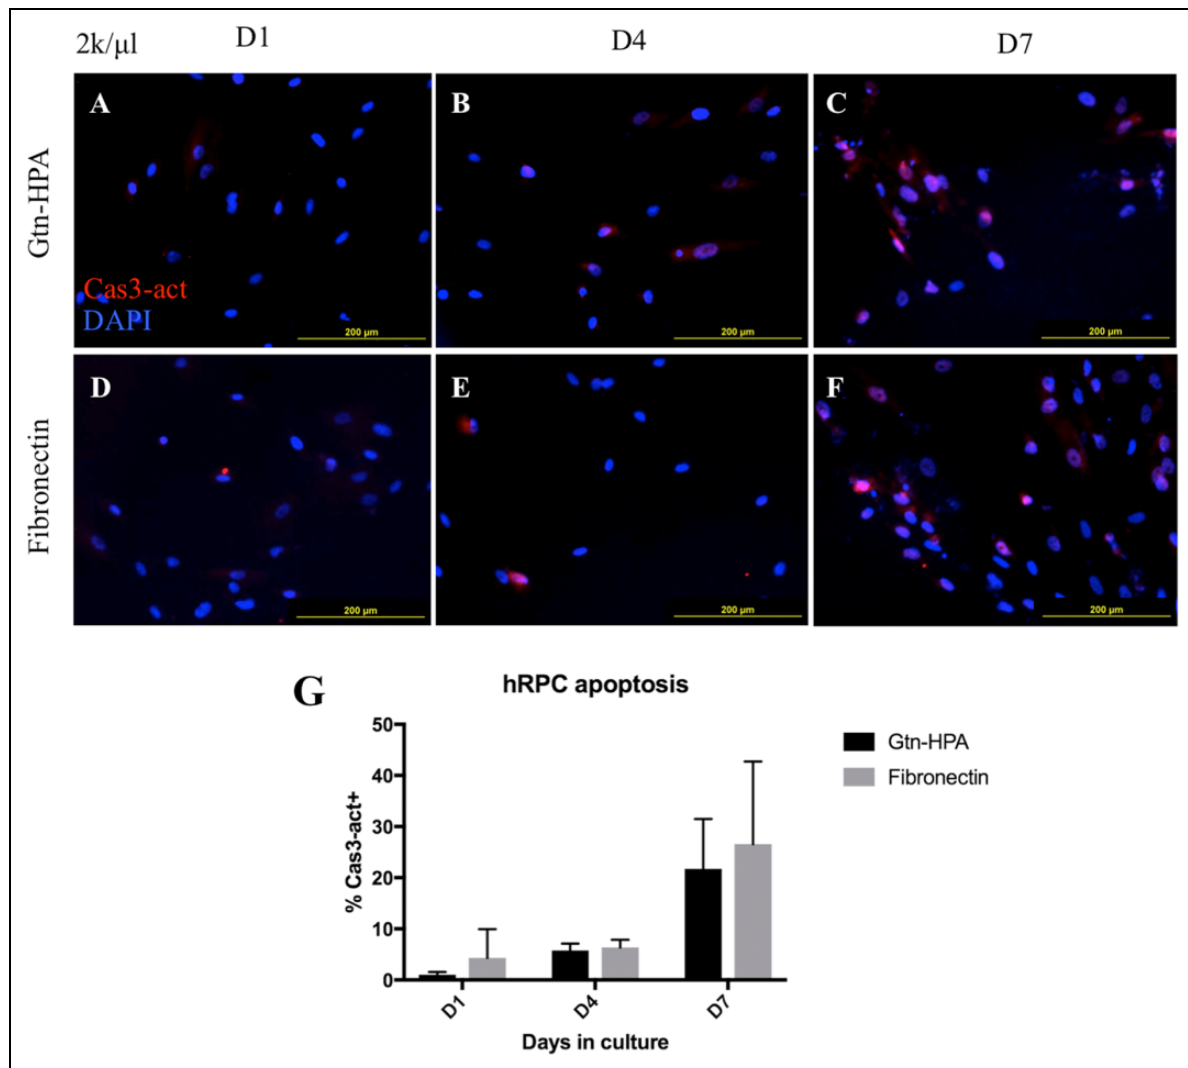 2k/µl D1 D4 D7
Gtn-HPA
A B C
Cas3-act
DAPI
200 µm 200 µm 200 µm
Fibronectin
D E F
200 µm 200 µm 200 µm
G
hRPC apoptosis
50
40
30
20
10
0
% Cas3-act+
D1 D4 D7
Days in culture
Gtn-HPA
Fibronectin